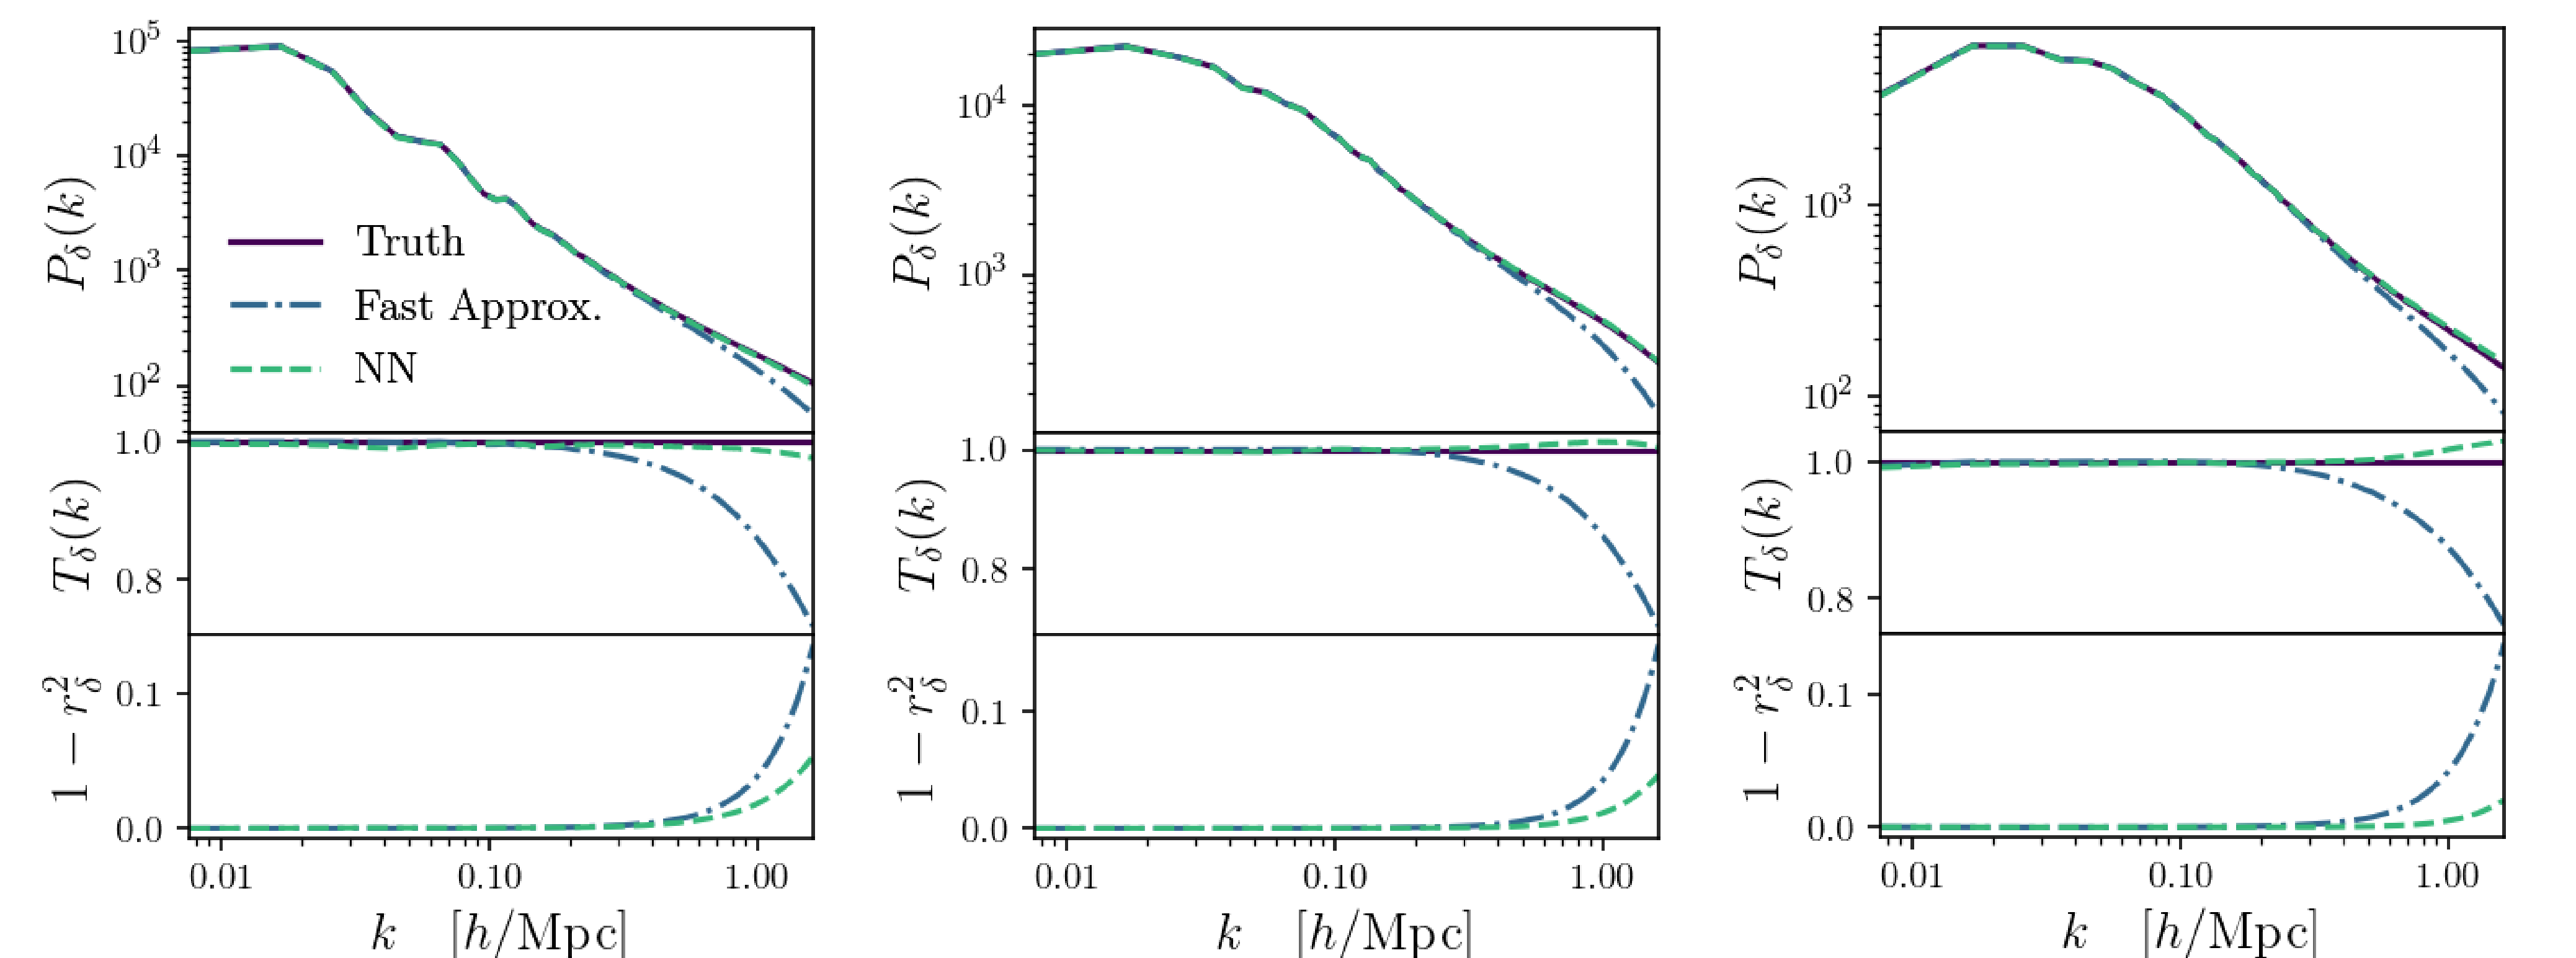 10^5
10^4
10^3
10^2
P_δ(k)
Truth
Fast Approx.
NN
1.0
0.8
T_δ(k)
0.1
0.0
1 − r_δ^2
0.01 0.10 1.00
k [h/Mpc]
10^4
10^3
P_δ(k)
1.0
0.8
T_δ(k)
0.1
0.0
1 − r_δ^2
0.01 0.10 1.00
k [h/Mpc]
10^3
10^2
P_δ(k)
1.0
0.8
T_δ(k)
0.1
0.0
1 − r_δ^2
0.01 0.10 1.00
k [h/Mpc]